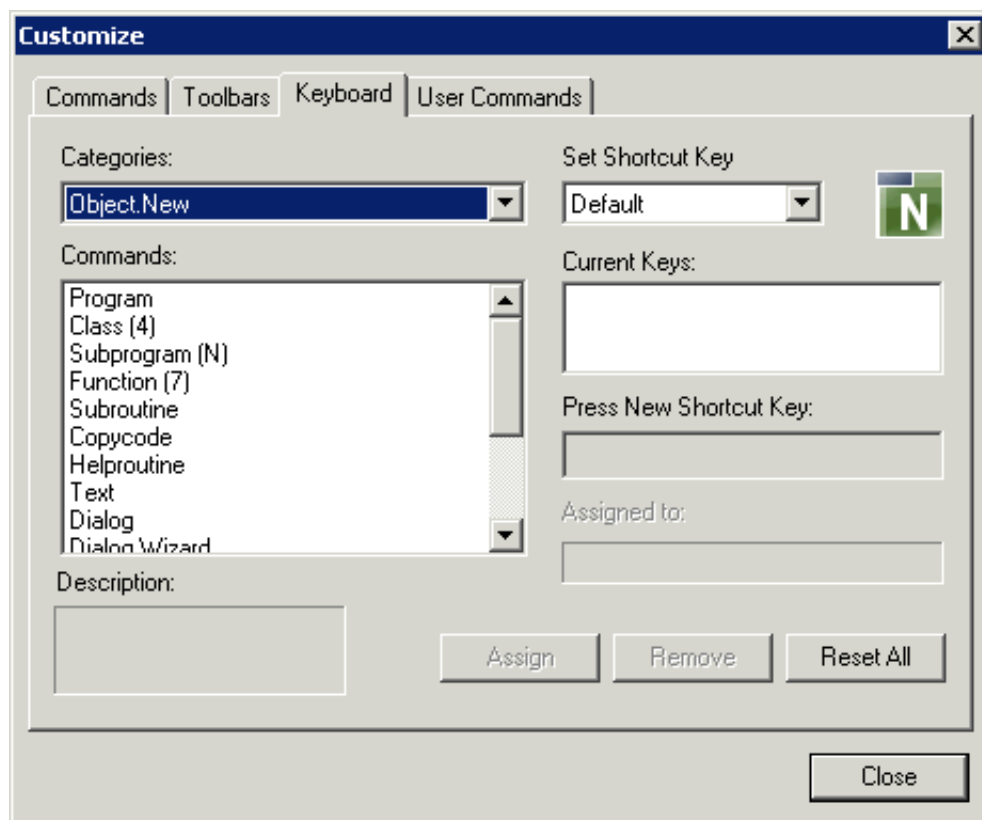 Customize
Commands
Toolbars
Keyboard
User Commands
Categories:
Object.New
Commands:
Program
Class (4)
Subprogram (N)
Function (7)
Subroutine
Copycode
Helproutine
Text
Dialog
Dialog Wizard
Description:
Set Shortcut Key
Default
N
Current Keys:
Press New Shortcut Key:
Assigned to:
Assign
Remove
Reset All
Close